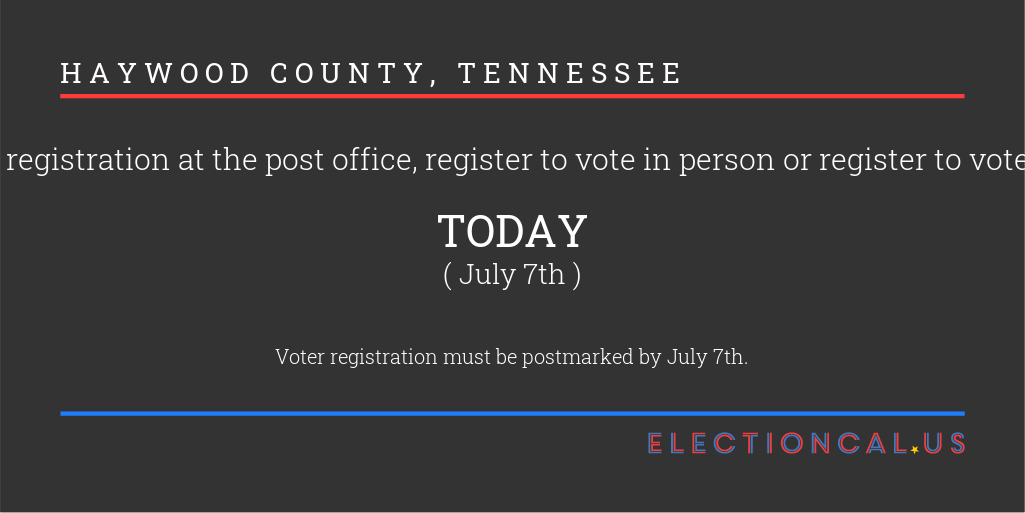 HAYWOOD COUNTY, TENNESSEE
registration at the post office, register to vote in person or register to vote
TODAY
( July 7th )
Voter registration must be postmarked by July 7th.
ELECTIONCAL.US